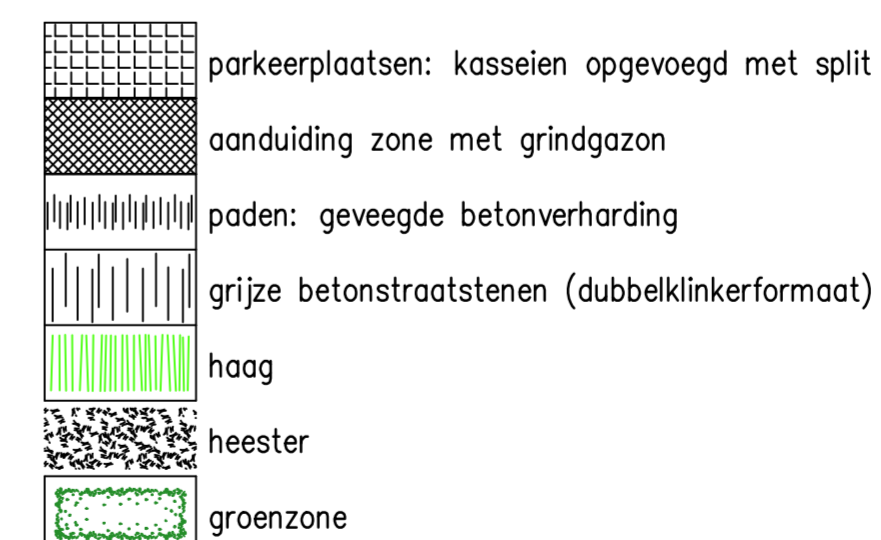 parkeerplaatsen: kasseien opgevoegd met split
aanduiding zone met grindgazon
paden: geveegde betonverharding
grijze betonstraatstenen (dubbelklinkerformaat)
haag
heester
groenzone